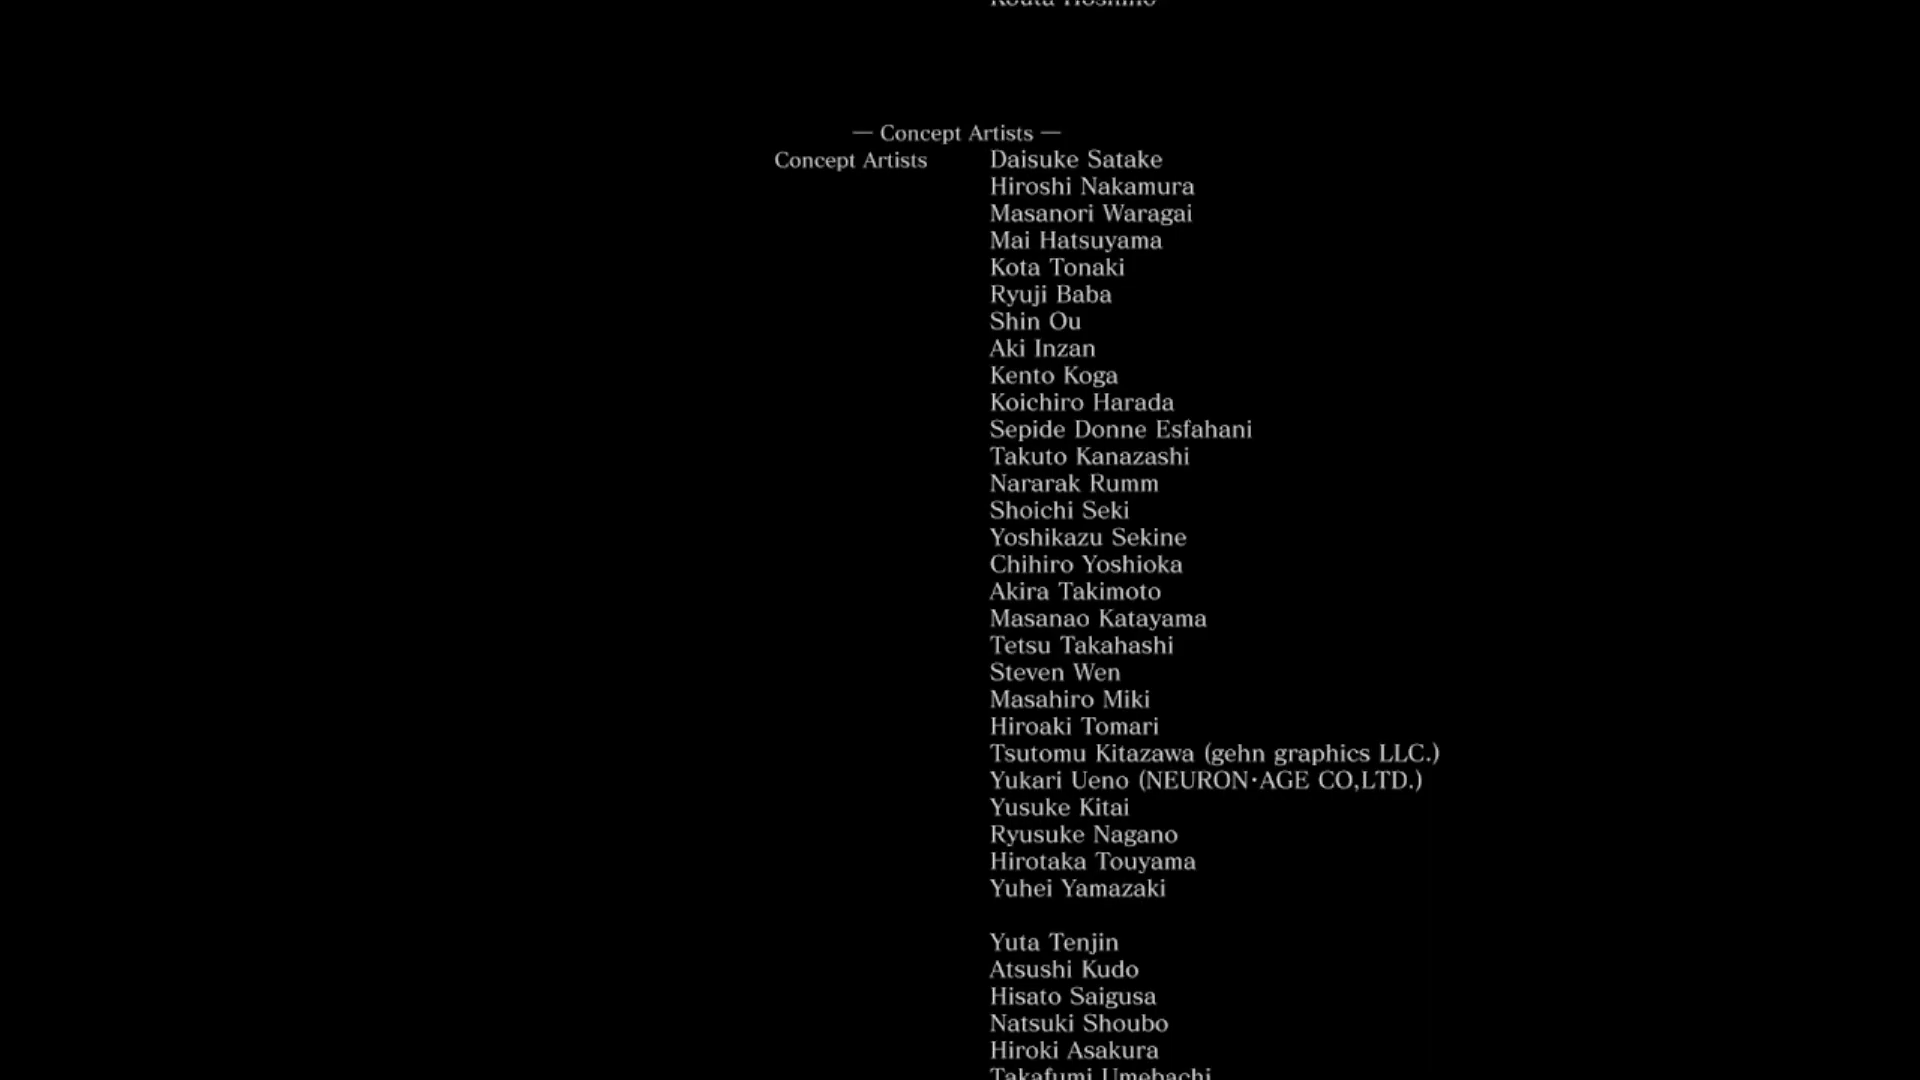 Kouta Hoshino
— Concept Artists —
Concept Artists Daisuke Satake
Hiroshi Nakamura
Masanori Waragai
Mai Hatsuyama
Kota Tonaki
Ryuji Baba
Shin Ou
Aki Inzan
Kento Koga
Koichiro Harada
Sepide Donne Esfahani
Takuto Kanazashi
Nararak Rumm
Shoichi Seki
Yoshikazu Sekine
Chihiro Yoshioka
Akira Takimoto
Masanao Katayama
Tetsu Takahashi
Steven Wen
Masahiro Miki
Hiroaki Tomari
Tsutomu Kitazawa (gehn graphics LLC.)
Yukari Ueno (NEURON・AGE CO,LTD.)
Yusuke Kitai
Ryusuke Nagano
Hirotaka Touyama
Yuhei Yamazaki
Yuta Tenjin
Atsushi Kudo
Hisato Saigusa
Natsuki Shoubo
Hiroki Asakura
Takafumi Umebachi